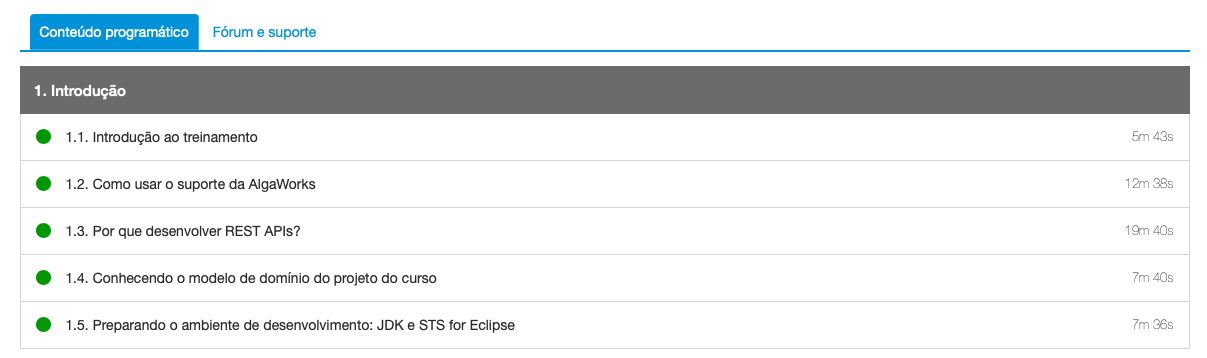 Conteúdo programático Fórum e suporte
1. Introdução
1.1. Introdução ao treinamento 5m 43s
1.2. Como usar o suporte da AlgaWorks 12m 38s
1.3. Por que desenvolver REST APIs? 19m 40s
1.4. Conhecendo o modelo de domínio do projeto do curso 7m 40s
1.5. Preparando o ambiente de desenvolvimento: JDK e STS for Eclipse 7m 36s